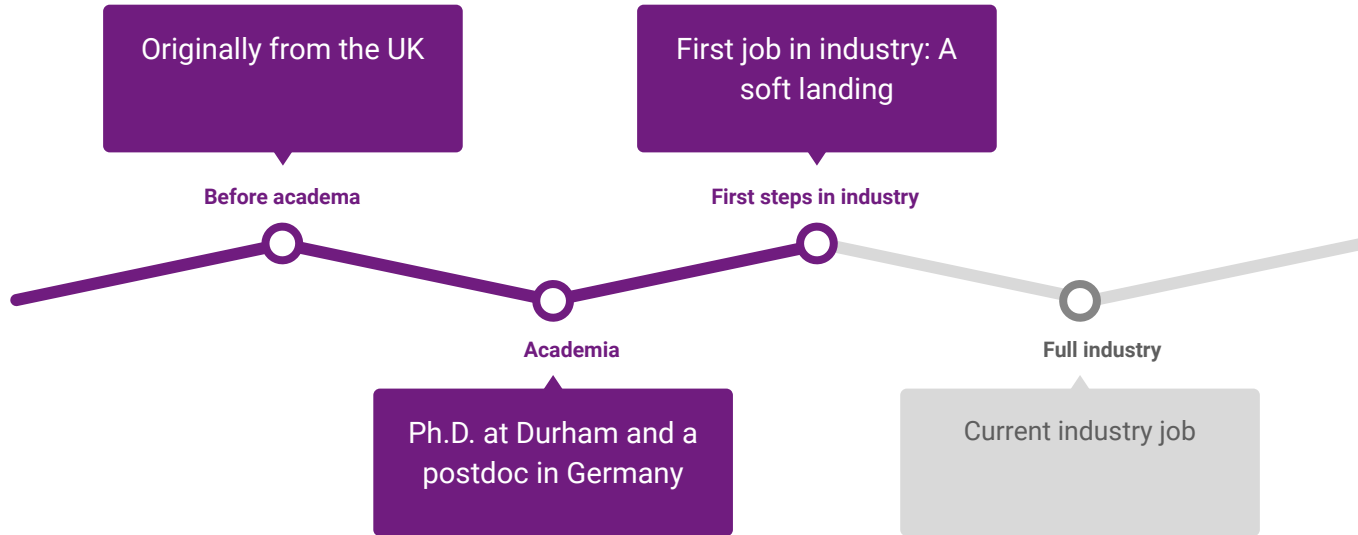 Originally from the UK
First job in industry: A
soft landing
Before academa
First steps in industry
Academia
Full industry
Ph.D. at Durham and a
postdoc in Germany
Current industry job